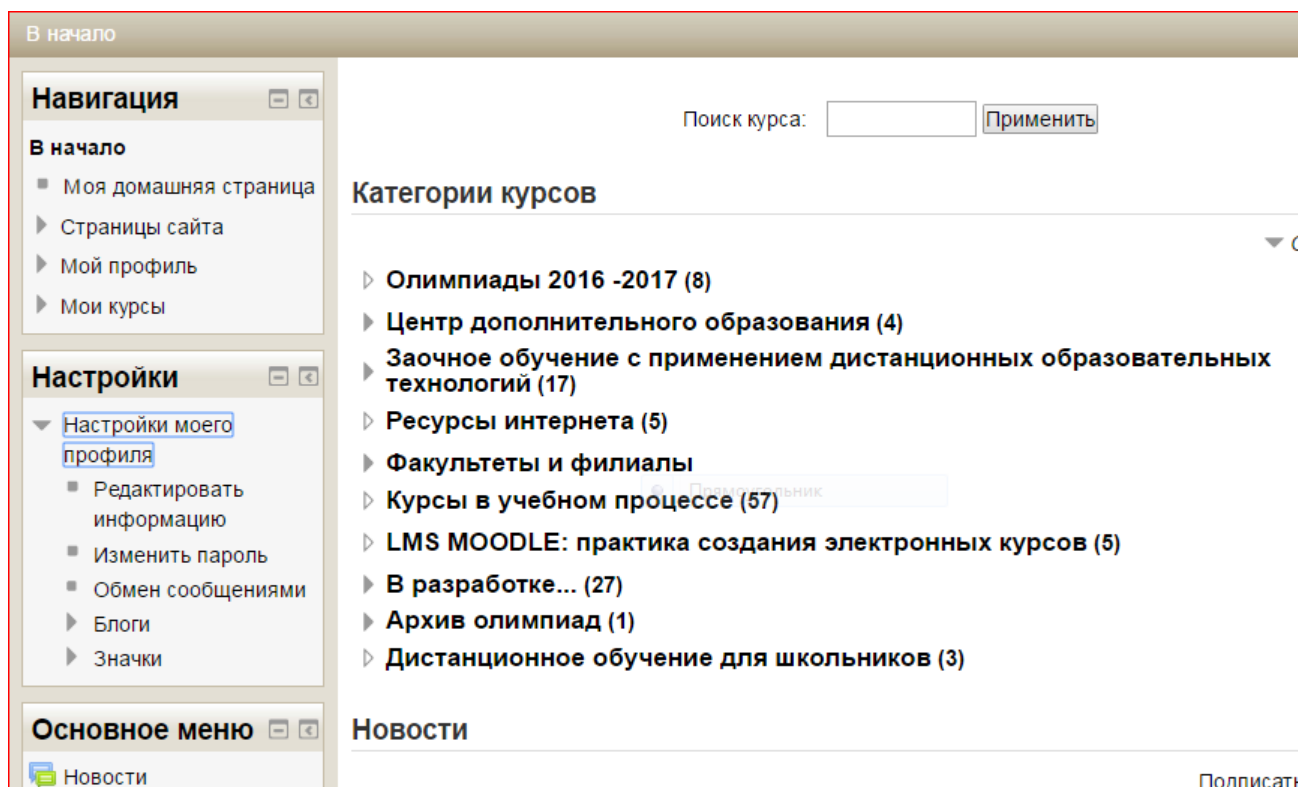 В начало
Навигация
В начало
Моя домашняя страница
Страницы сайта
Мой профиль
Мои курсы
Настройки
Настройки моего
профиля
Редактировать
информацию
Изменить пароль
Обмен сообщениями
Блоги
Значки
Основное меню
Новости
Поиск курса:
Применить
Категории курсов
Олимпиады 2016 -2017 (8)
Центр дополнительного образования (4)
Заочное обучение с применением дистанционных образовательных
технологий (17)
Ресурсы интернета (5)
Факультеты и филиалы
Прямоугольник
Курсы в учебном процессе (57)
LMS MOODLE: практика создания электронных курсов (5)
В разработке... (27)
Архив олимпиад (1)
Дистанционное обучение для школьников (3)
Новости